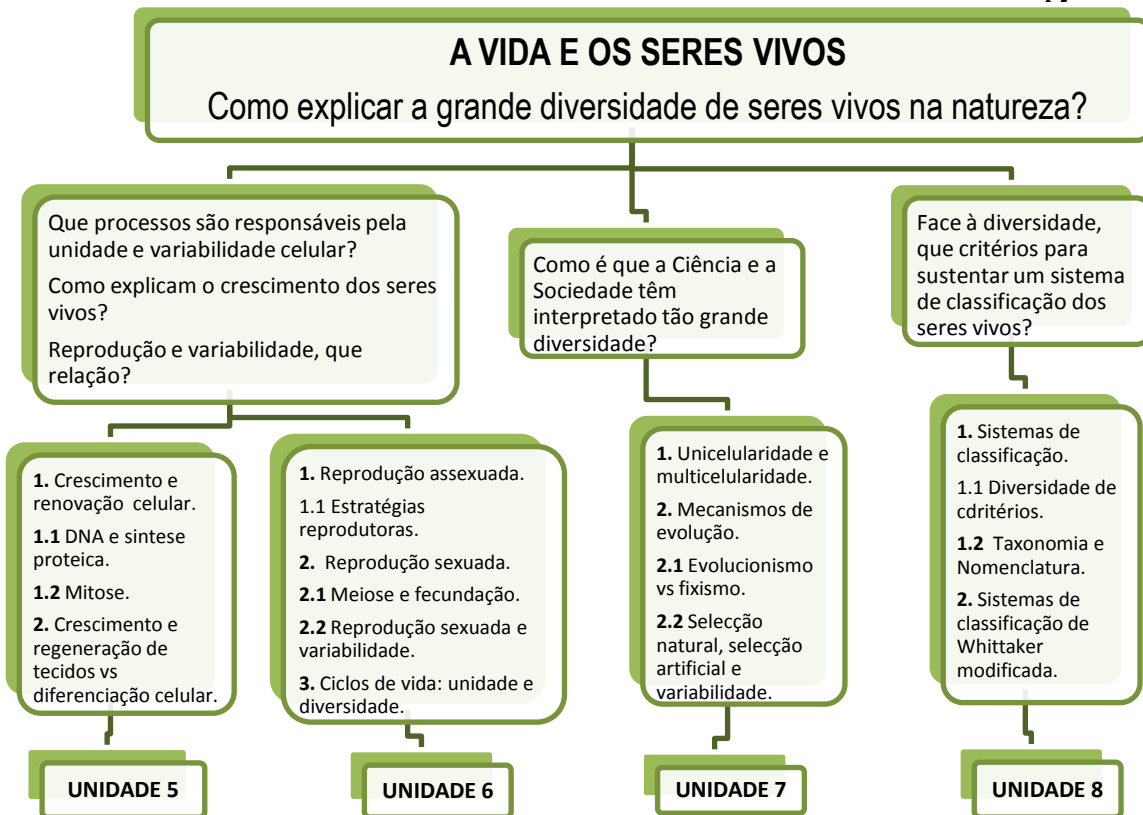 A VIDA E OS SERES VIVOS
Como explicar a grande diversidade de seres vivos na natureza?
Que processos são responsáveis pela
unidade e variabilidade celular?
Como explicam o crescimento dos seres
vivos?
Reprodução e variabilidade, que
relação?
Como é que a Ciência e a
Sociedade têm
interpretado tão grande
diversidade?
Face à diversidade,
que critérios para
sustentar um sistema
de classificação dos
seres vivos?
1. Crescimento e
renovação celular.
1.1 DNA e sintese
proteica.
1.2 Mitose.
2. Crescimento e
regeneração de
tecidos vs
diferenciação celular.
1. Reprodução assexuada.
1.1 Estratégias
reprodutoras.
2. Reprodução sexuada.
2.1 Meiose e fecundação.
2.2 Reprodução sexuada e
variabilidade.
3. Ciclos de vida: unidade e
diversidade.
1. Unicelularidade e
multicelularidade.
2. Mecanismos de
evolução.
2.1 Evolucionismo
vs fixismo.
2.2 Selecção
natural, selecção
artificial e
variabilidade.
1. Sistemas de
classificação.
1.1 Diversidade de
cdritérios.
1.2 Taxonomia e
Nomenclatura.
2. Sistemas de
classificação de
Whittaker
modificada.
UNIDADE 5
UNIDADE 6
UNIDADE 7
UNIDADE 8